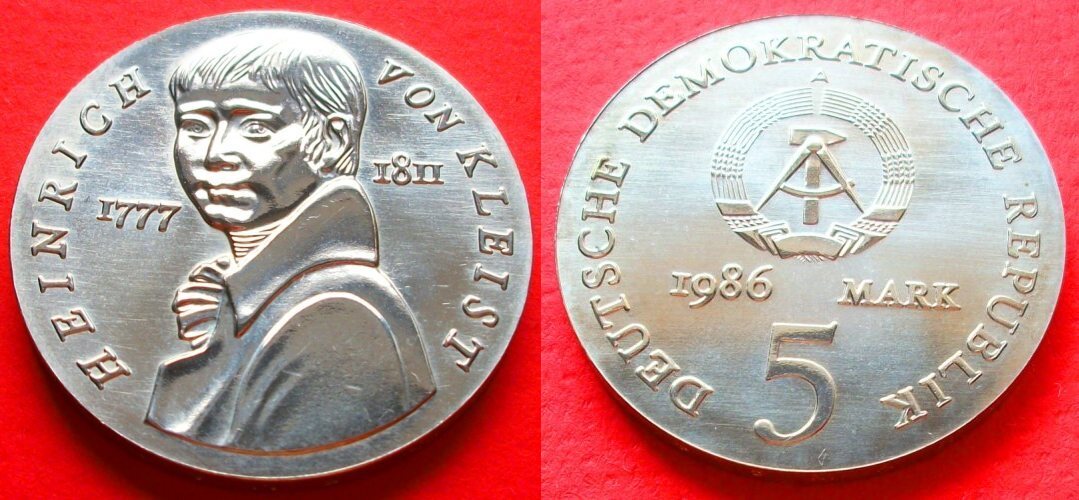 HEINRICH VON KLEIST
1777 1811
DEUTSCHE DEMOKRATISCHE REPUBLIK
A
1986 MARK
5